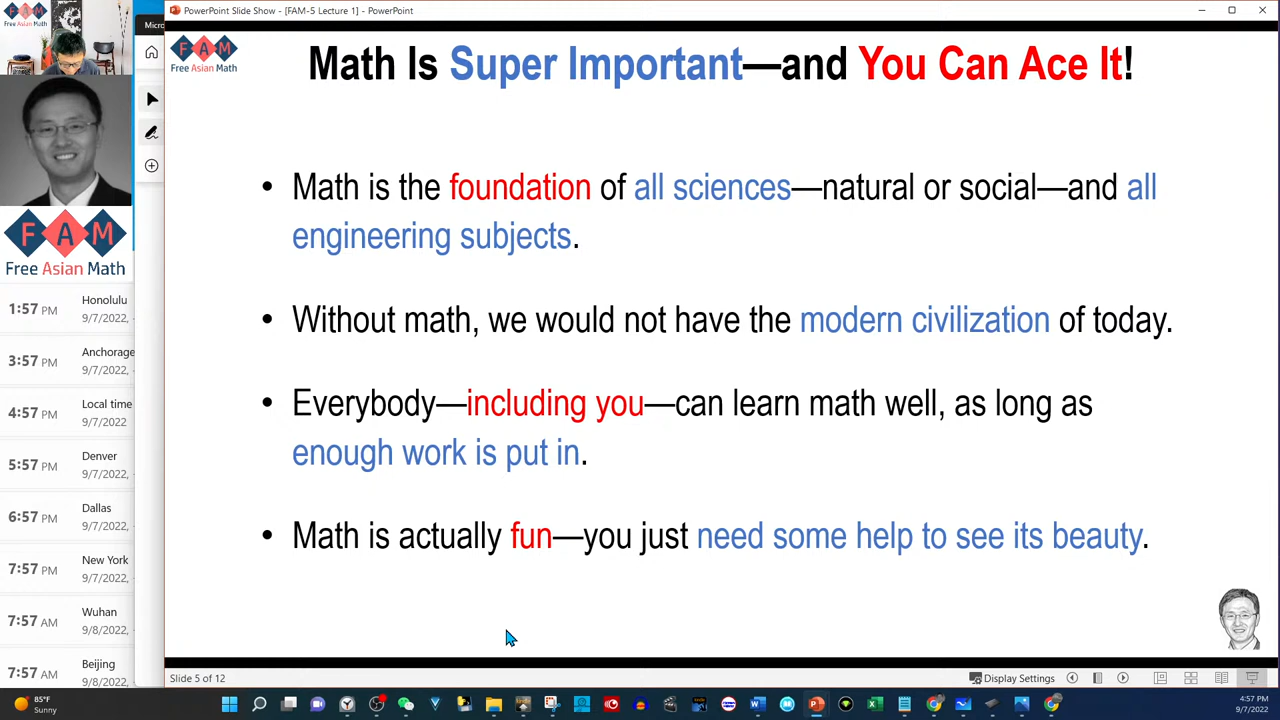 PowerPoint Slide Show - [FAM-5 Lecture 1] - PowerPoint
FAM
Free Asian Math
Micro
FAM
Free Asian Math
Math Is Super Important—and You Can Ace It!
• Math is the foundation of all sciences—natural or social—and all
engineering subjects.
• Without math, we would not have the modern civilization of today.
• Everybody—including you—can learn math well, as long as
enough work is put in.
• Math is actually fun—you just need some help to see its beauty.
FAM
Free Asian Math
1:57 PM Honolulu
9/7/2022,
3:57 PM Anchorage
9/7/2022,
4:57 PM Local time
9/7/2022
5:57 PM Denver
9/7/2022,
6:57 PM Dallas
9/7/2022,
7:57 PM New York
9/7/2022,
7:57 AM Wuhan
9/8/2022,
7:57 AM Beijing
9/8/2022,
Slide 5 of 12
Display Settings
85°F
Sunny
4:57 PM
9/7/2022